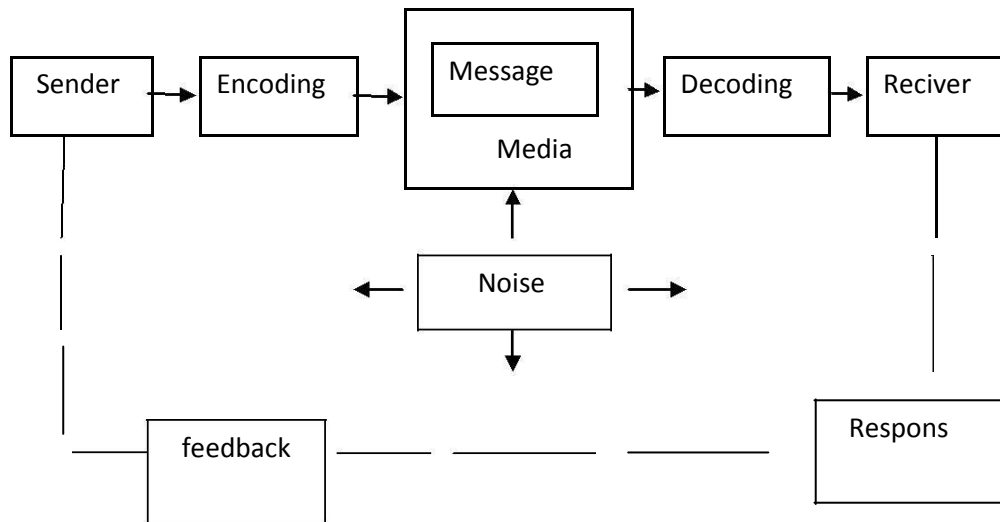 Sender
Encoding
Message
Media
Decoding
Reciver
Noise
feedback
Respons